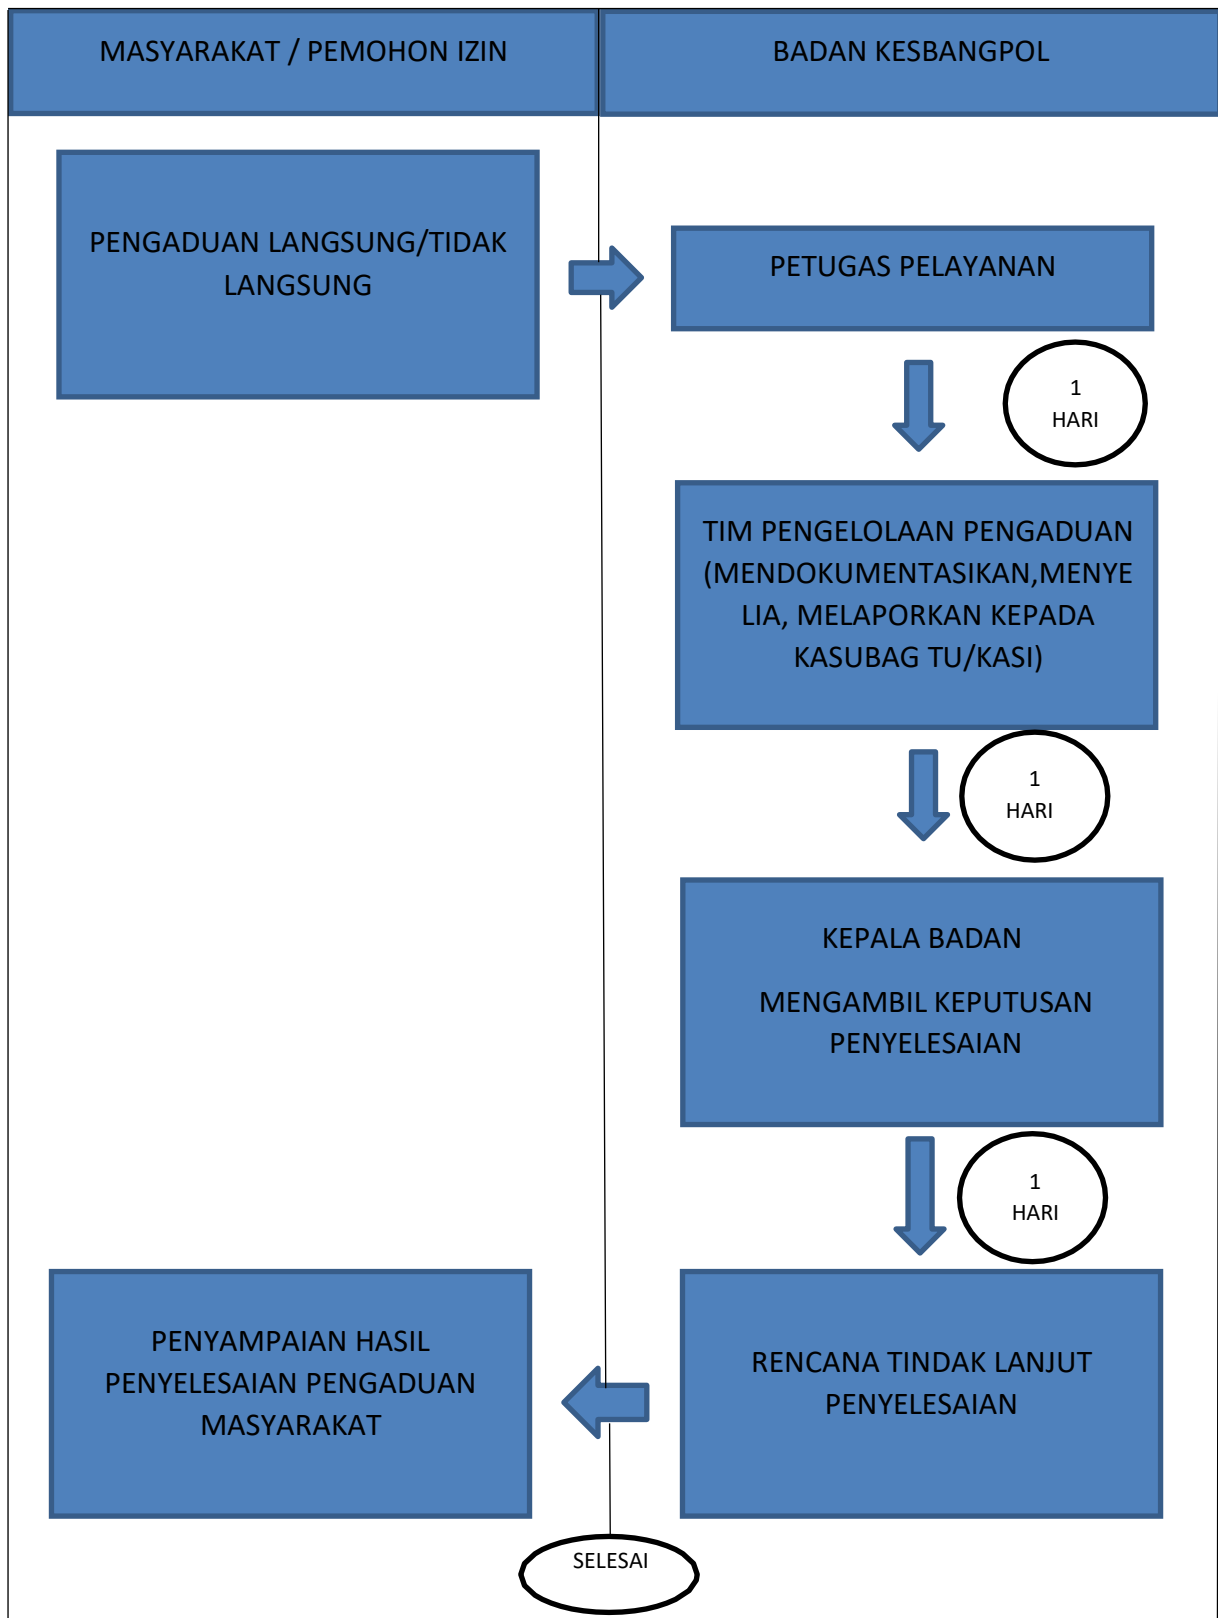 MASYARAKAT / PEMOHON IZIN
BADAN KESBANGPOL
PENGADUAN LANGSUNG/TIDAK
LANGSUNG
PETUGAS PELAYANAN
1
HARI
TIM PENGELOLAAN PENGADUAN
(MENDOKUMENTASIKAN,MENYE
LIA, MELAPORKAN KEPADA
KASUBAG TU/KASI)
1
HARI
KEPALA BADAN
MENGAMBIL KEPUTUSAN
PENYELESAIAN
1
HARI
RENCANA TINDAK LANJUT
PENYELESAIAN
PENYAMPAIAN HASIL
PENYELESAIAN PENGADUAN
MASYARAKAT
SELESAI